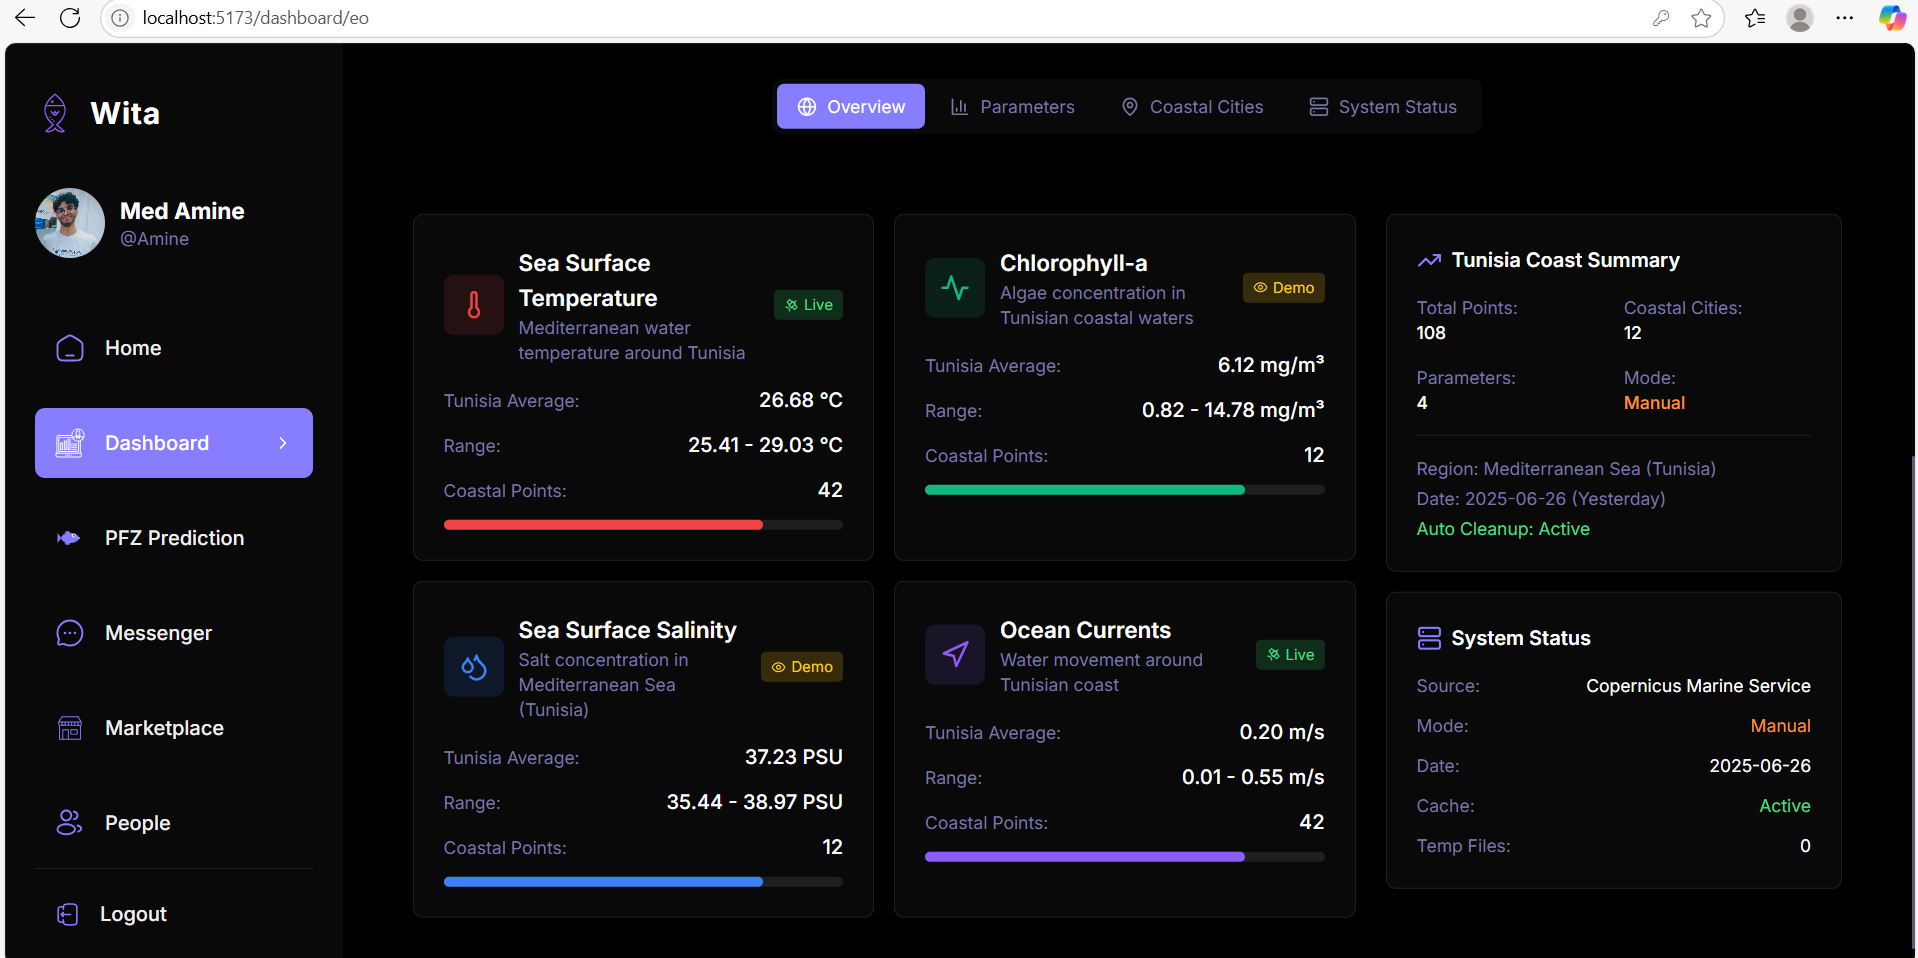 localhost:5173/dashboard/eo
Wita
Med Amine
@Amine
Home
Dashboard
PFZ Prediction
Messenger
Marketplace
People
Logout
Overview
Parameters
Coastal Cities
System Status
Sea Surface
Temperature
Mediterranean water
temperature around Tunisia
Live
Tunisia Average: 26.68 °C
Range: 25.41 - 29.03 °C
Coastal Points: 42
Chlorophyll-a
Algae concentration in
Tunisian coastal waters
Demo
Tunisia Average: 6.12 mg/m³
Range: 0.82 - 14.78 mg/m³
Coastal Points: 12
Sea Surface Salinity
Salt concentration in
Mediterranean Sea
(Tunisia)
Demo
Tunisia Average: 37.23 PSU
Range: 35.44 - 38.97 PSU
Coastal Points: 12
Ocean Currents
Water movement around
Tunisian coast
Live
Tunisia Average: 0.20 m/s
Range: 0.01 - 0.55 m/s
Coastal Points: 42
Tunisia Coast Summary
Total Points: Coastal Cities:
108 12
Parameters: Mode:
4 Manual
Region: Mediterranean Sea (Tunisia)
Date: 2025-06-26 (Yesterday)
Auto Cleanup: Active
System Status
Source: Copernicus Marine Service
Mode: Manual
Date: 2025-06-26
Cache: Active
Temp Files: 0